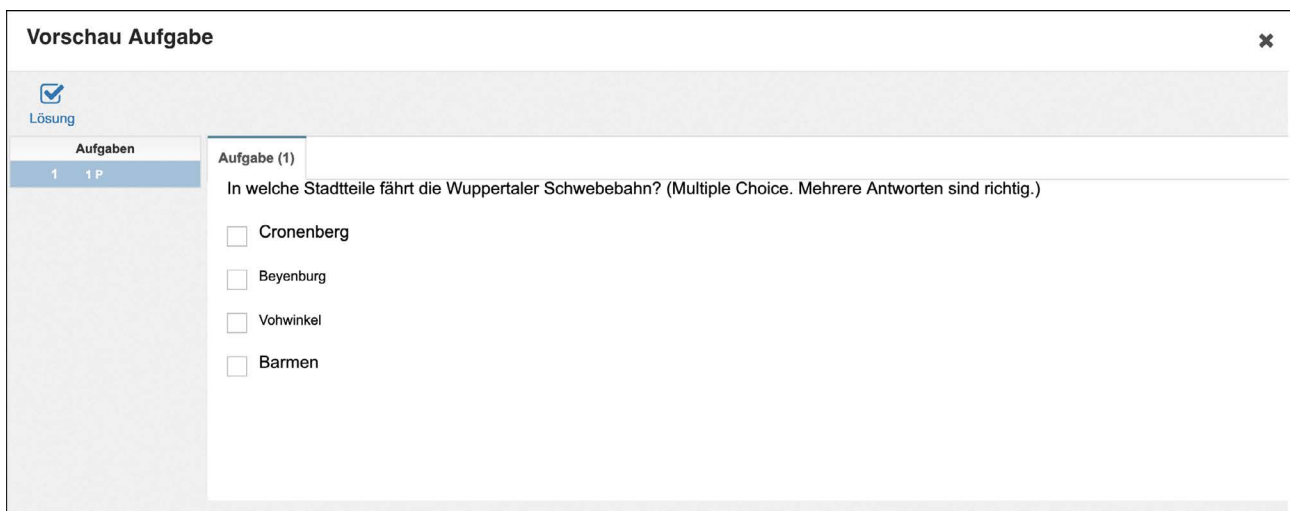 Vorschau Aufgabe
Lösung
Aufgaben
1 1 P
Aufgabe (1)
In welche Stadtteile fährt die Wuppertaler Schwebebahn? (Multiple Choice. Mehrere Antworten sind richtig.)
Cronenberg
Beyenburg
Vohwinkel
Barmen